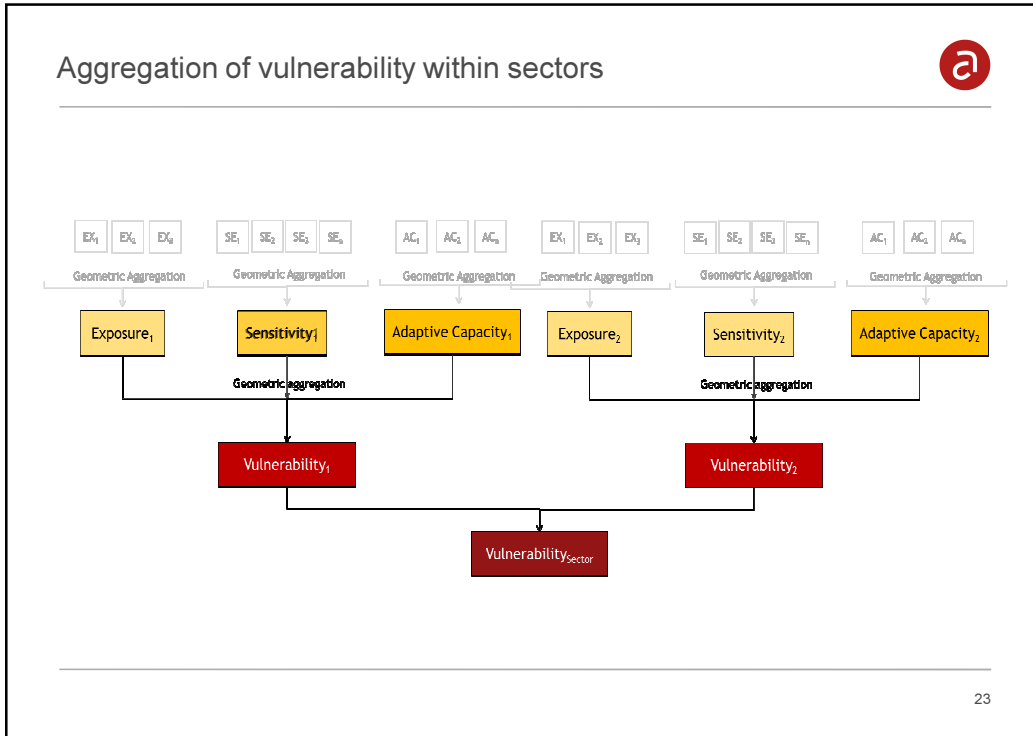 Aggregation of vulnerability within sectors
EX₁ EX₂ EX₃ SE₁ SE₂ SE₃ SEₙ AC₁ AC₂ ACₙ EX₁ EX₂ EX₃ SE₁ SE₂ SE₃ SEₙ AC₁ AC₂ ACₙ
Geometric Aggregation Geometric Aggregation Geometric Aggregation Geometric Aggregation Geometric Aggregation Geometric Aggregation
Exposure₁ Sensitivity₁ Adaptive Capacity₁ Exposure₂ Sensitivity₂ Adaptive Capacity₂
Geometric aggregation Geometric aggregation
Vulnerability₁ Vulnerability₂
Vulnerability_Sector
23